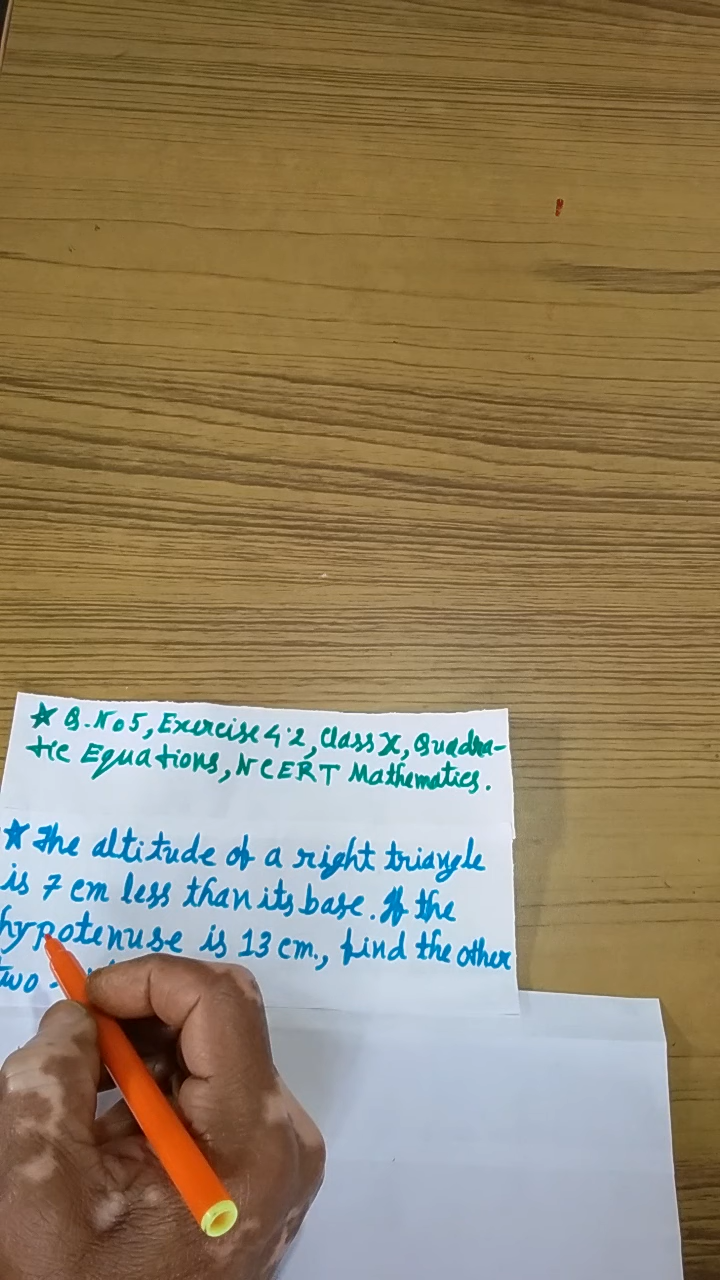 * Q.No 5, Exercise 4.2, Class X, Quadra-
tic Equations, NCERT Mathematics.
* The altitude of a right triangle
is 7 cm less than its base. If the
hypotenuse is 13 cm., find the other
two